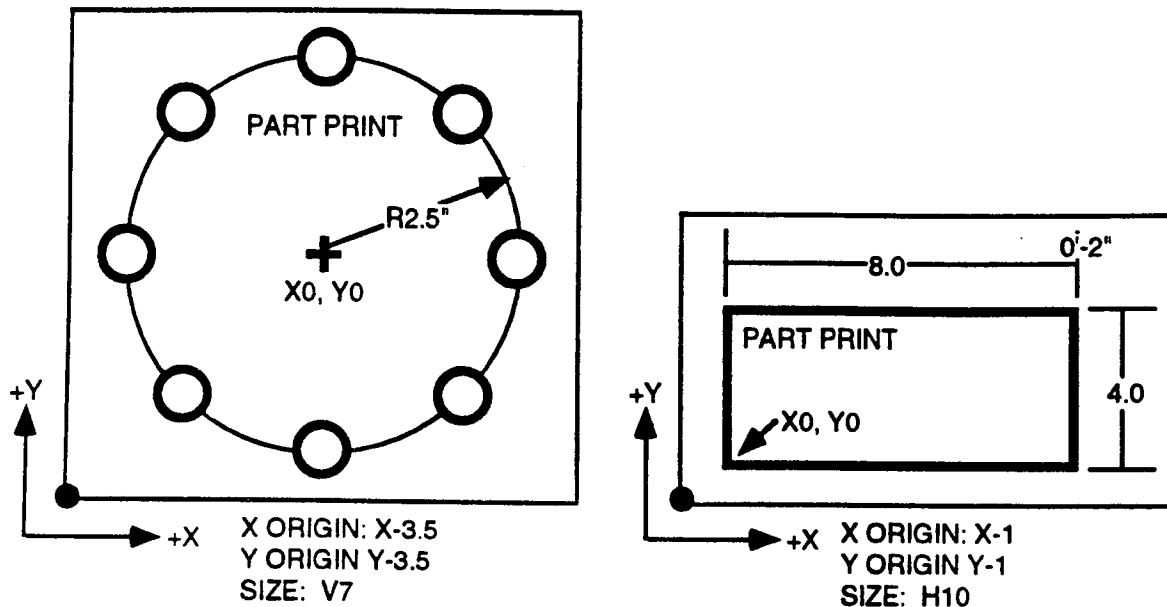 PART PRINT
R2.5"
X0, Y0
+Y
+X
X ORIGIN: X-3.5
Y ORIGIN Y-3.5
SIZE: V7
0'-2"
8.0
PART PRINT
4.0
+Y
X0, Y0
+X
X ORIGIN: X-1
Y ORIGIN Y-1
SIZE: H10